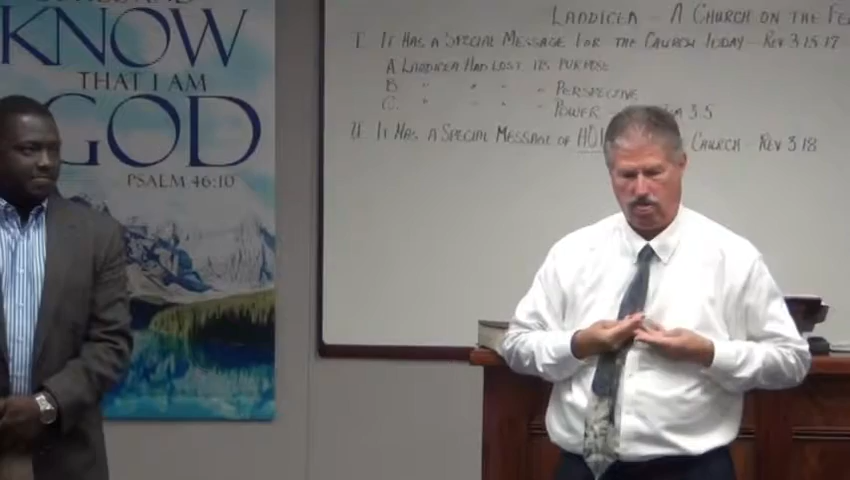 KNOW
THAT I AM
GOD
PSALM 46:10
LAODICEA - A CHURCH ON THE
I. IT HAS A SPECIAL MESSAGE FOR THE CHURCH TODAY - REV 3 15-17
A LAODICEA HAD LOST ITS PURPOSE
B " " " " PERSPECTIVE
C. " " " " POWER 3:5
II IT HAS A SPECIAL MESSAGE OF CHURCH - REV 3 18